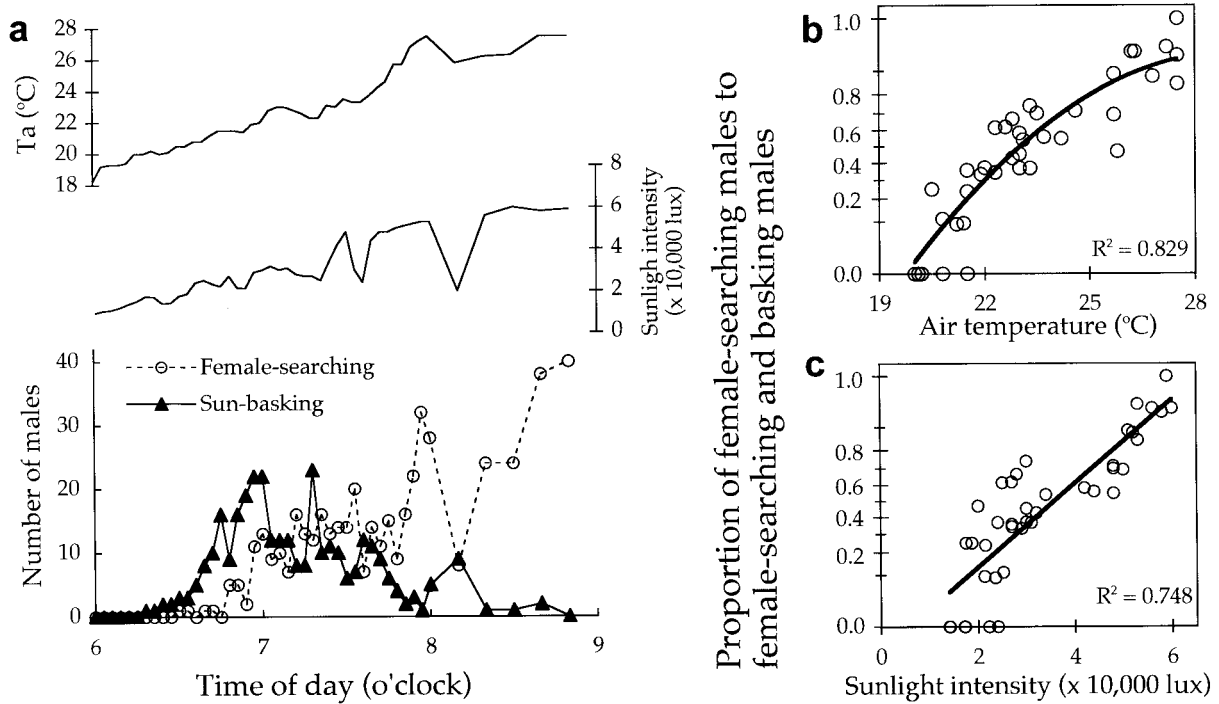 a
28
26
24
22
20
18
Ta (°C)
8
6
4
2
0
Sunligh intensity
(x 10,000 lux)
40
30
20
10
0
Number of males
Female-searching
Sun-basking
6
7
8
9
Time of day (o'clock)
Proportion of female-searching males to
female-searching and basking males
b
1.0
0.8
0.6
0.4
0.2
0.0
R² = 0.829
19
22
25
28
Air temperature (°C)
c
1.0
0.8
0.6
0.4
0.2
0.0
R² = 0.748
0
2
4
6
Sunlight intensity (x 10,000 lux)